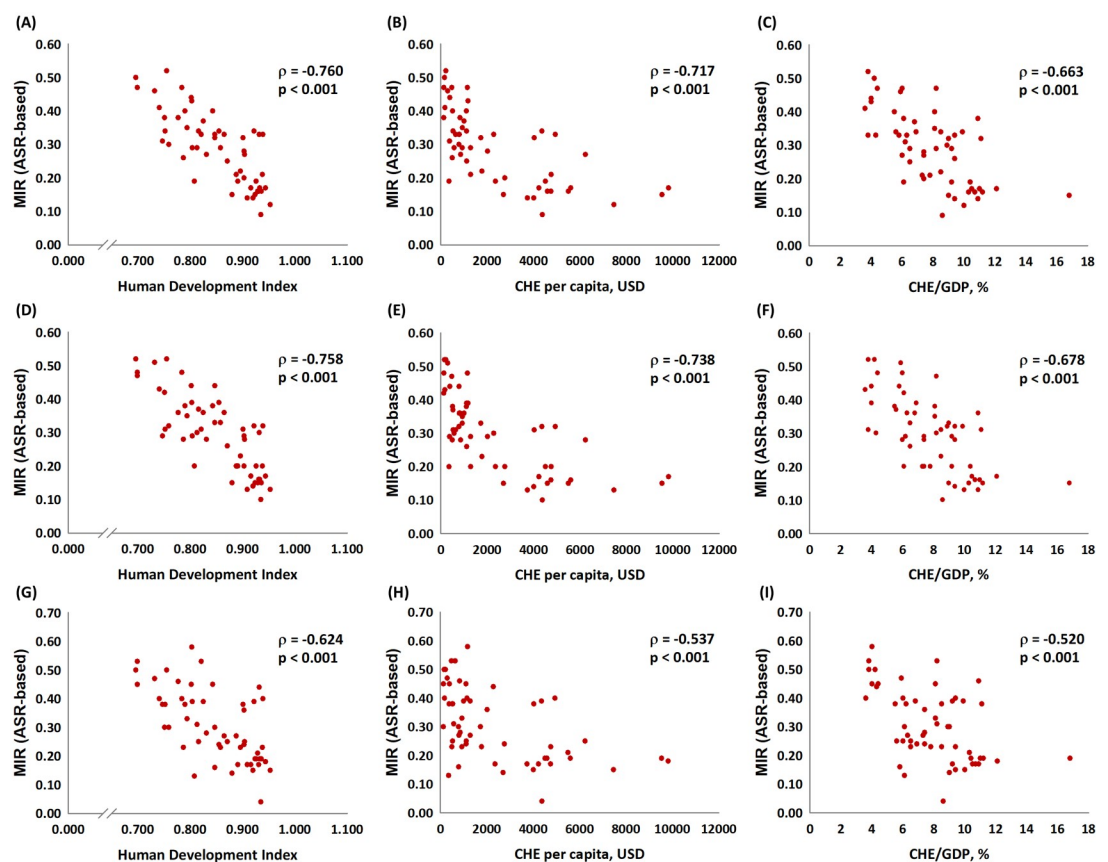 (A)
MIR (ASR-based)
0.60
0.50
0.40
0.30
0.20
0.10
0.00
ρ = -0.760
p < 0.001
0.000 0.700 0.900 1.100
Human Development Index
(B)
MIR (ASR-based)
0.60
0.50
0.40
0.30
0.20
0.10
0.00
ρ = -0.717
p < 0.001
0 2000 4000 6000 8000 10000 12000
CHE per capita, USD
(C)
MIR (ASR-based)
0.60
0.50
0.40
0.30
0.20
0.10
0.00
ρ = -0.663
p < 0.001
0 2 4 6 8 10 12 14 16 18
CHE/GDP, %
(D)
MIR (ASR-based)
0.60
0.50
0.40
0.30
0.20
0.10
0.00
ρ = -0.758
p < 0.001
0.000 0.700 0.900 1.100
Human Development Index
(E)
MIR (ASR-based)
0.60
0.50
0.40
0.30
0.20
0.10
0.00
ρ = -0.738
p < 0.001
0 2000 4000 6000 8000 10000 12000
CHE per capita, USD
(F)
MIR (ASR-based)
0.60
0.50
0.40
0.30
0.20
0.10
0.00
ρ = -0.678
p < 0.001
0 2 4 6 8 10 12 14 16 18
CHE/GDP, %
(G)
MIR (ASR-based)
0.70
0.60
0.50
0.40
0.30
0.20
0.10
0.00
ρ = -0.624
p < 0.001
0.000 0.700 0.900 1.100
Human Development Index
(H)
MIR (ASR-based)
0.70
0.60
0.50
0.40
0.30
0.20
0.10
0.00
ρ = -0.537
p < 0.001
0 2000 4000 6000 8000 10000 12000
CHE per capita, USD
(I)
MIR (ASR-based)
0.70
0.60
0.50
0.40
0.30
0.20
0.10
0.00
ρ = -0.520
p < 0.001
0 2 4 6 8 10 12 14 16 18
CHE/GDP, %